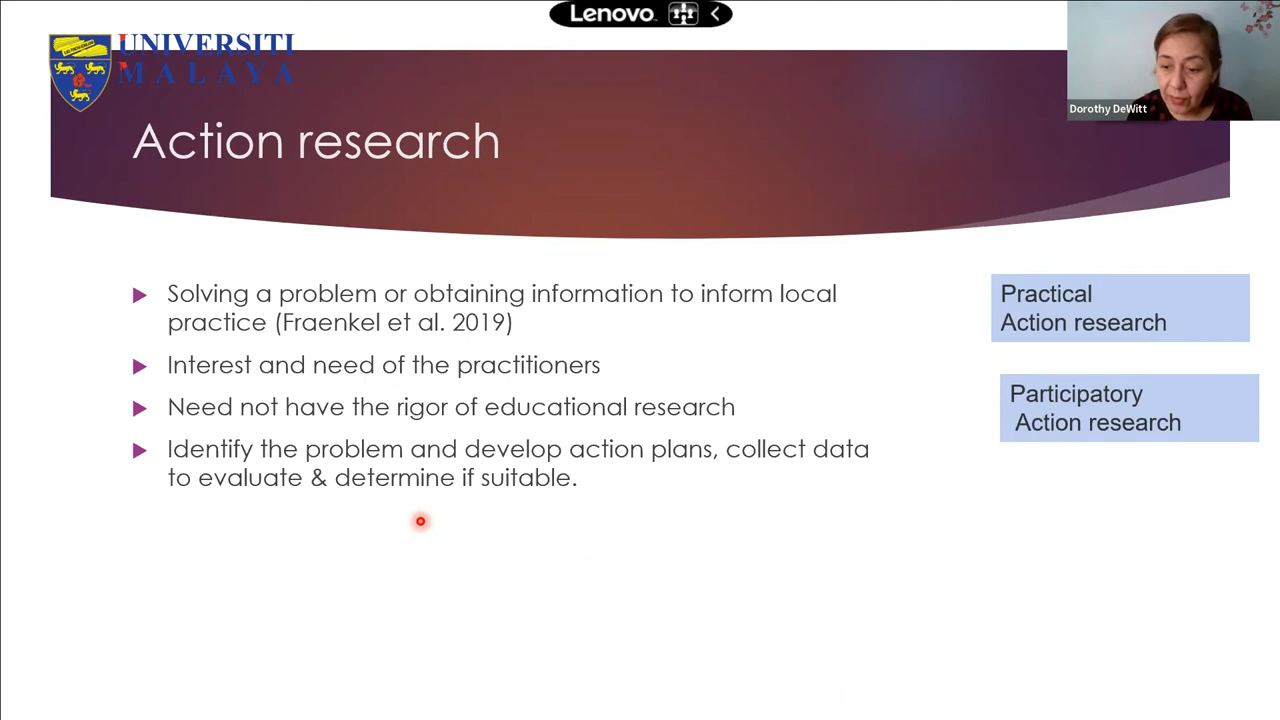 Lenovo
UNIVERSITI
MALAYA
Dorothy DeWitt
Action research
Solving a problem or obtaining information to inform local
practice (Fraenkel et al. 2019)
Interest and need of the practitioners
Need not have the rigor of educational research
Identify the problem and develop action plans, collect data
to evaluate & determine if suitable.
Practical
Action research
Participatory
Action research